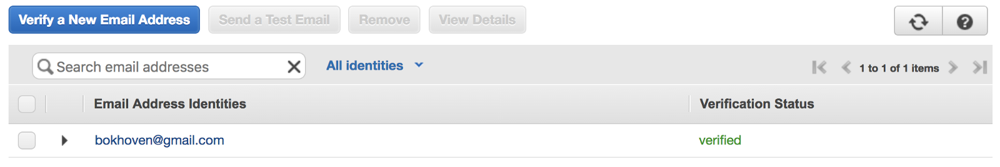 Verify a New Email Address Send a Test Email Remove View Details ?
Search email addresses All identities 1 to 1 of 1 items
Email Address Identities Verification Status
bokhoven@gmail.com verified